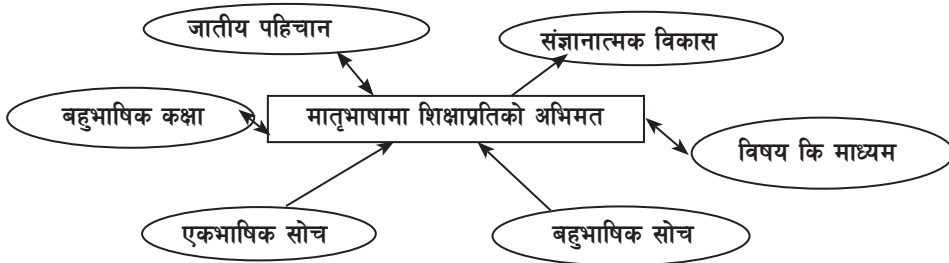 जातीय पहिचान
संज्ञानात्मक विकास
बहुभाषिक कक्षा
मातृभाषामा शिक्षाप्रतिको अभिमत
विषय कि माध्यम
एकभाषिक सोच
बहुभाषिक सोच